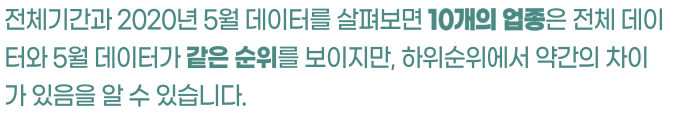 전체기간과 2020년 5월 데이터를 살펴보면 10개의 업종은 전체 데이
터와 5월 데이터가 같은 순위를 보이지만, 하위순위에서 약간의 차이
가 있음을 알 수 있습니다.